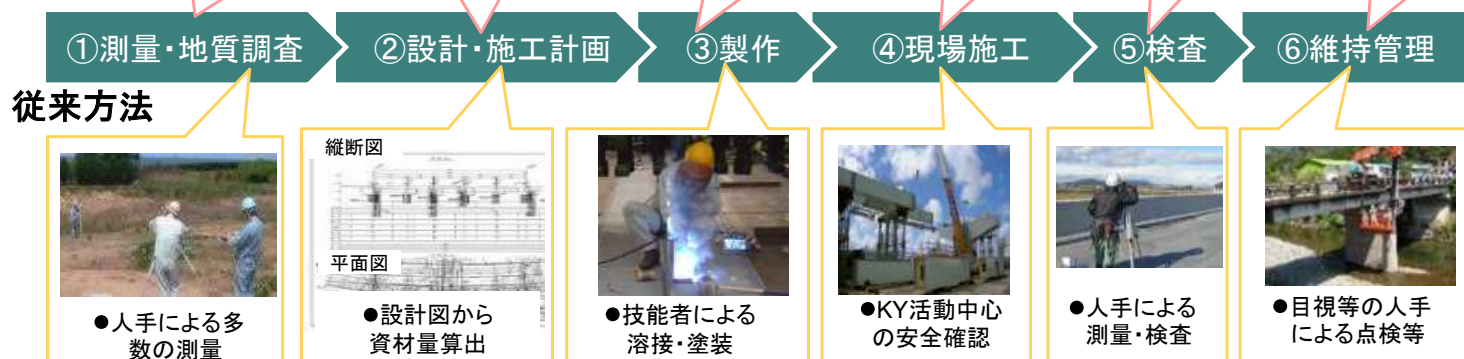 ①測量・地質調査
②設計・施工計画
③製作
④現場施工
⑤検査
⑥維持管理
従来方法
●人手による多
数の測量
縦断図
平面図
●設計図から
資材量算出
●技能者による
溶接・塗装
●KY活動中心
の安全確認
●人手による
測量・検査
●目視等の人手
による点検等